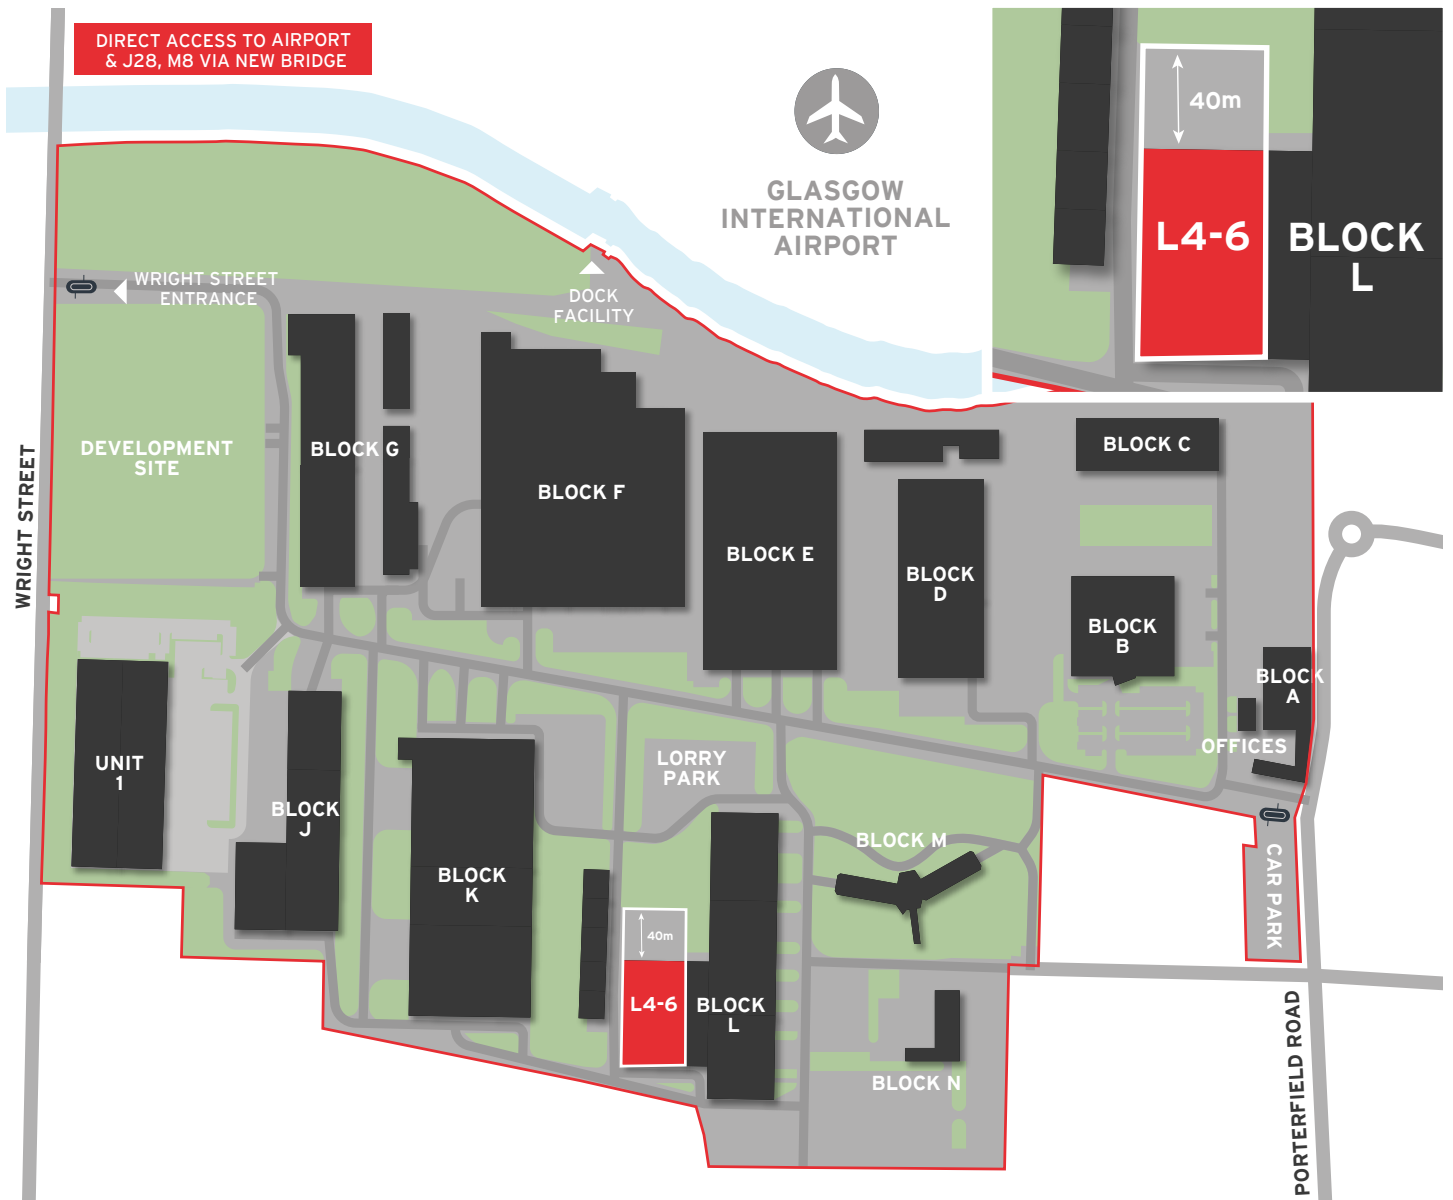 DIRECT ACCESS TO AIRPORT
& J28, M8 VIA NEW BRIDGE
GLASGOW
INTERNATIONAL
AIRPORT
40m
L4-6
BLOCK
L
WRIGHT STREET
ENTRANCE
DOCK
FACILITY
WRIGHT STREET
DEVELOPMENT
SITE
BLOCK G
BLOCK F
BLOCK E
BLOCK
D
BLOCK C
BLOCK
B
BLOCK
A
OFFICES
UNIT
1
BLOCK
J
LORRY
PARK
BLOCK
K
BLOCK M
CAR PARK
40m
L4-6
BLOCK
L
BLOCK N
PORTERFIELD ROAD